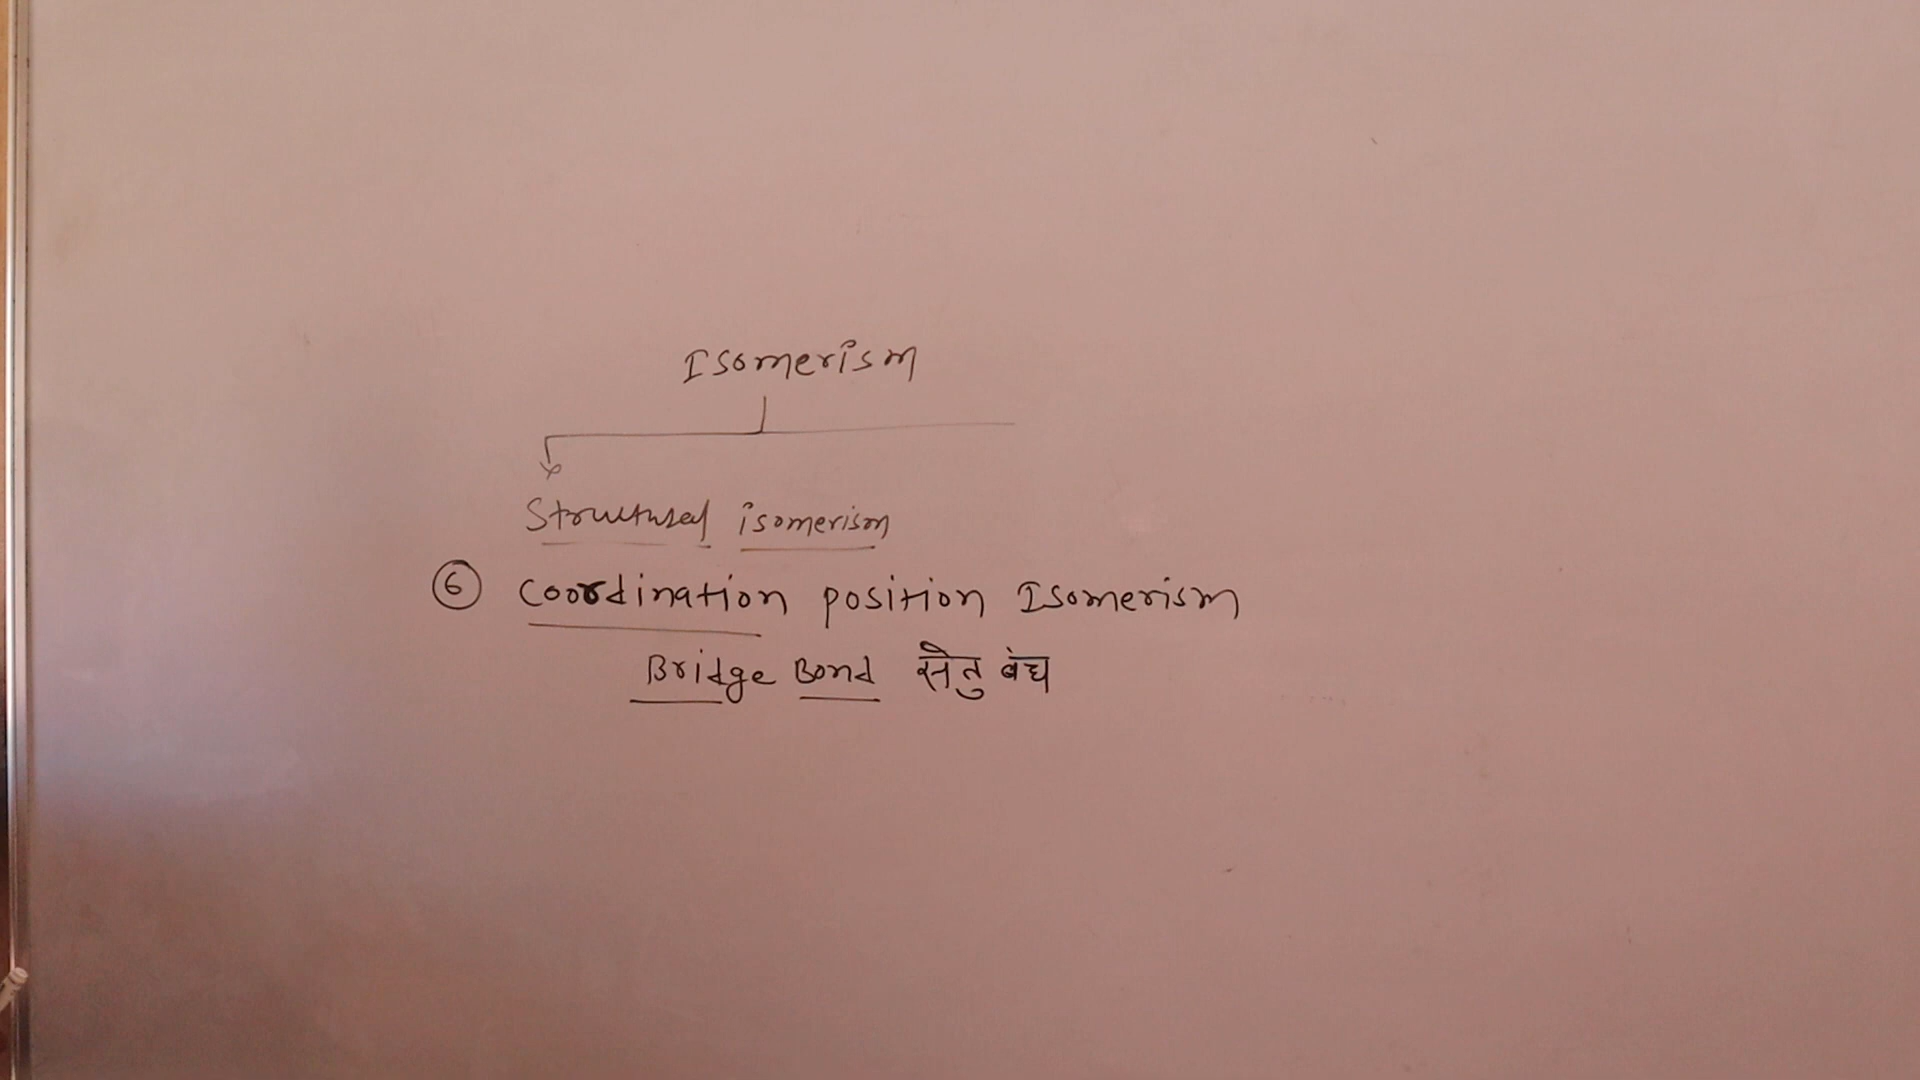 Isomerism
Structural isomerism
⑥ Coordination position Isomerism
Bridge Bond सेतु बंध